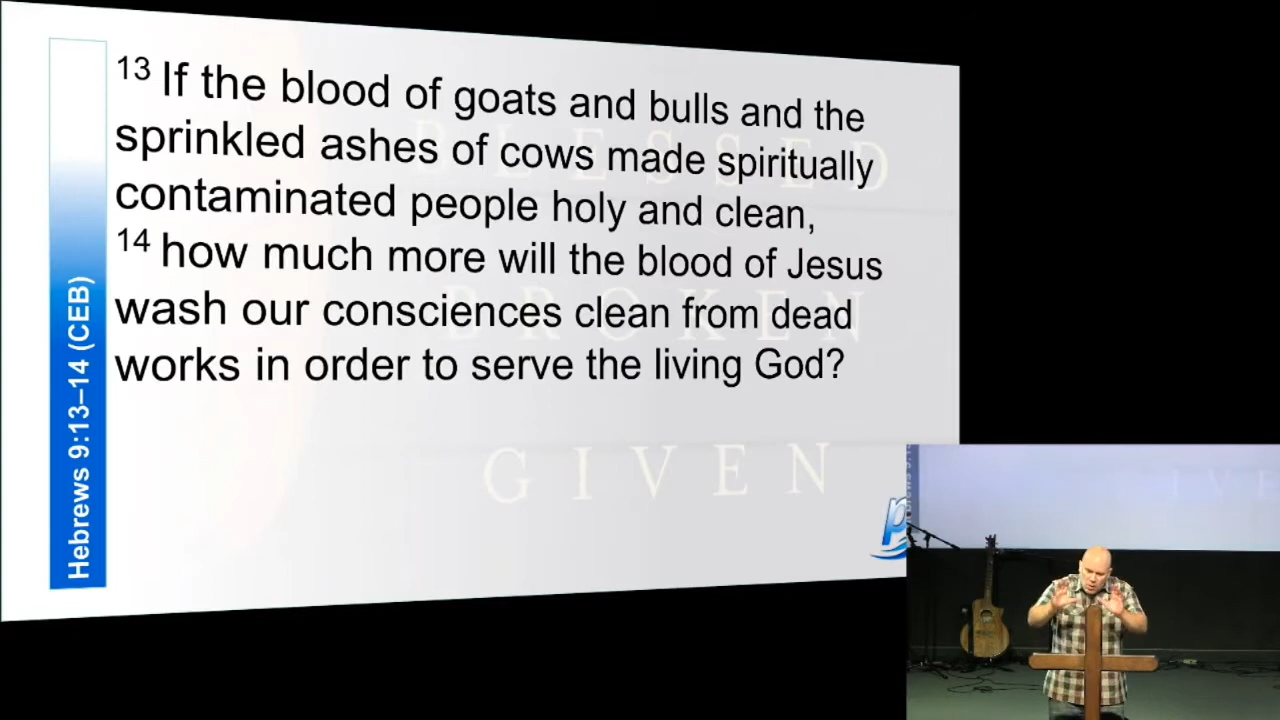 13 If the blood of goats and bulls and the
sprinkled ashes of cows made spiritually
contaminated people holy and clean,
14 how much more will the blood of Jesus
wash our consciences clean from dead
works in order to serve the living God?
Hebrews 9:13–14 (CEB)
BLESSED
BROKEN
GIVEN
p